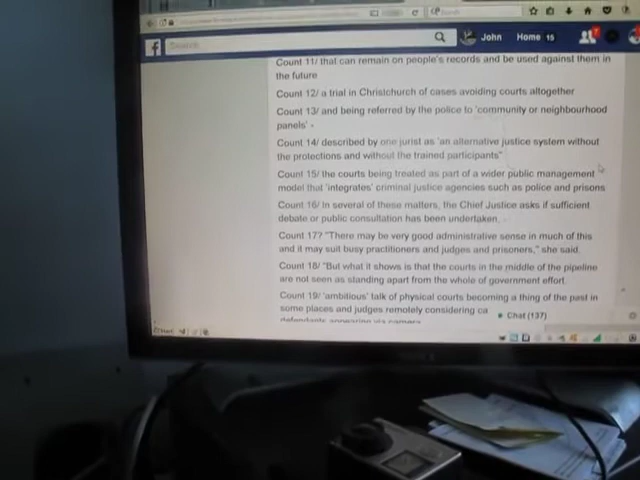 Search
John
Home 15
Count 11/ that can remain on people's records and be used against them in
the future
Count 12/ a trial in Christchurch of cases avoiding courts altogether
Count 13/ and being referred by the police to 'community or neighbourhood
panels' -
Count 14/ described by one jurist as 'an alternative justice system without
the protections and without the trained participants"
Count 15/ the courts being treated as part of a wider public management
model that 'integrates' criminal justice agencies such as police and prisons
Count 16/ In several of these matters, the Chief Justice asks if sufficient
debate or public consultation has been undertaken.
Count 17? "There may be very good administrative sense in much of this
and it may suit busy practitioners and judges and prisoners," she said.
Count 18/ "But what it shows is that the courts in the middle of the pipeline
are not seen as standing apart from the whole of government effort.
Count 19/ 'ambitious' talk of physical courts becoming a thing of the past in
some places and judges remotely considering ca
defendants appearing via camera
Chat (137)